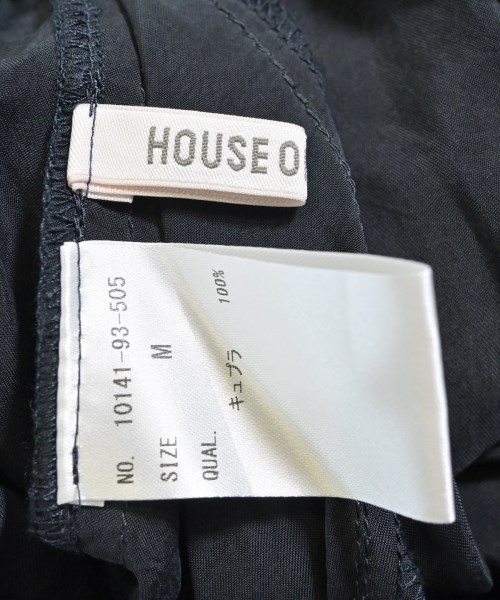 HOUSE O
NO. 10141-93-505
SIZE M
QUAL.
キュプラ 100%